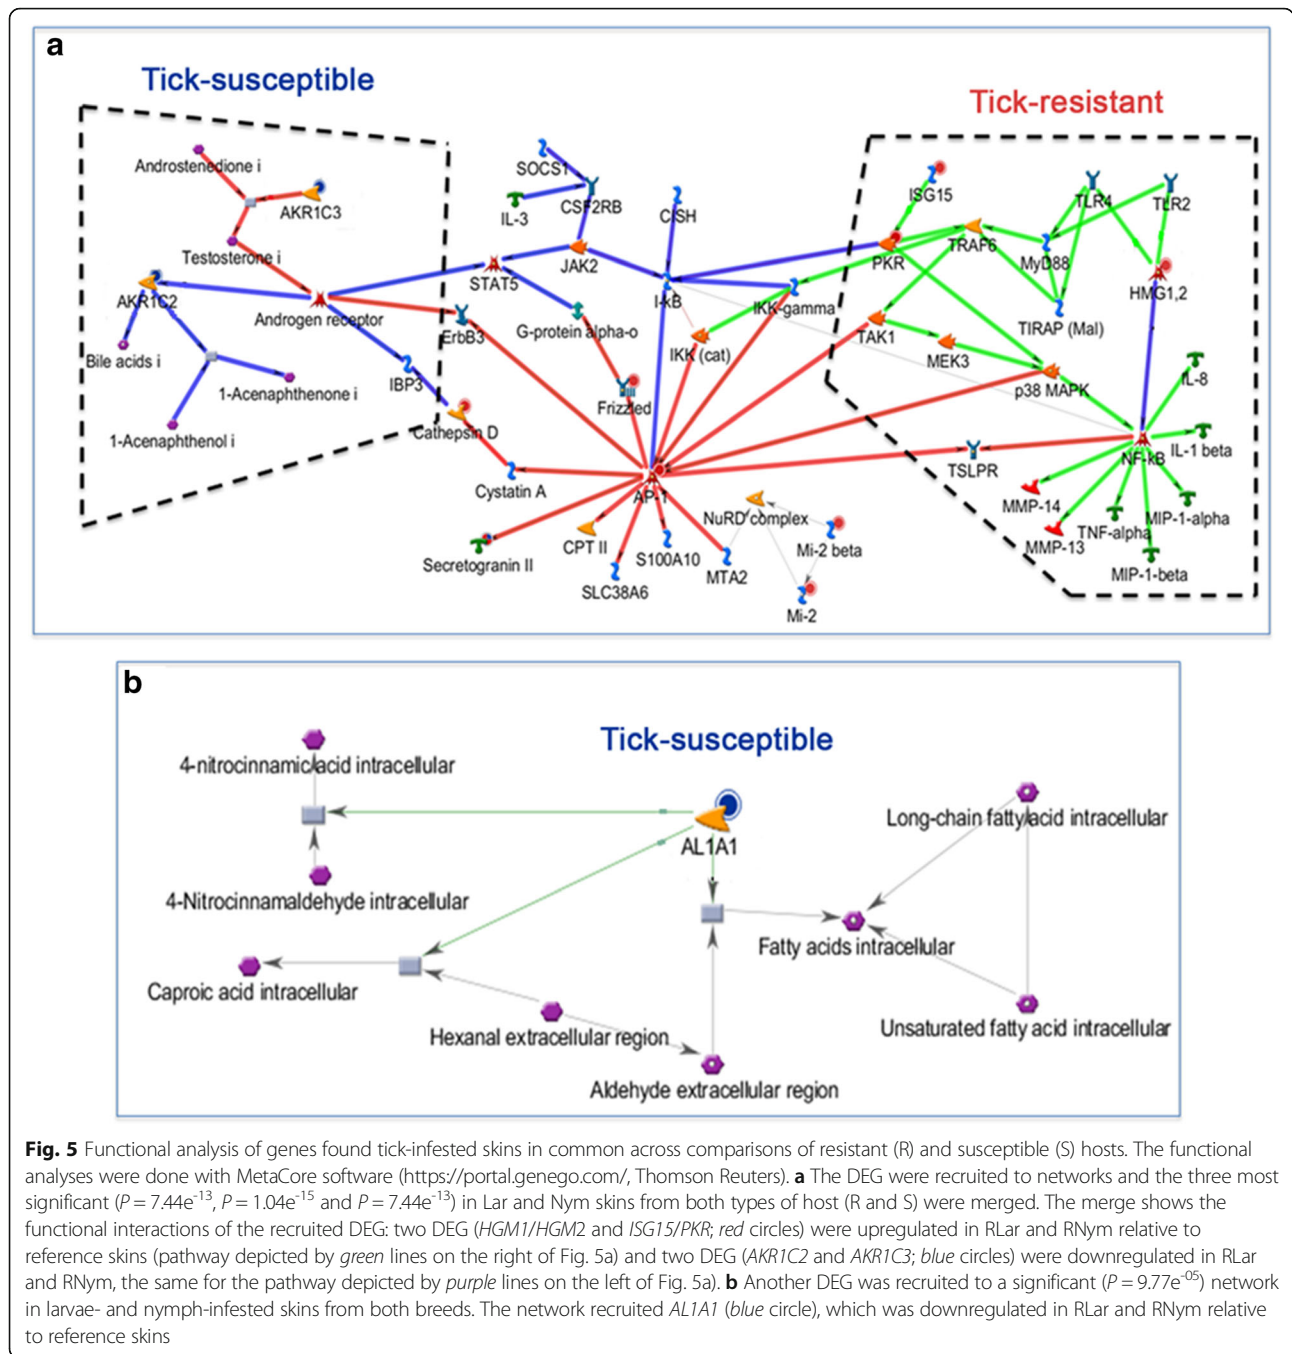 a
Tick-susceptible
Tick-resistant
Androstenedione i
AKR1C3
Testosterone i
AKR1C2
Androgen receptor
Bile acids i
1-Acenaphthenone i
1-Acenaphthenol i
IBP3
SOCS1
IL-3
CSF2RB
CISH
JAK2
STAT5
I-kB
G-protein alpha-o
ErbB3
IKK-gamma
IKK (cat)
Frizzled
Cathepsin D
Cystatin A
AP-1
Secretogranin II
CPT II
SLC38A6
S100A10
MTA2
NuRD complex
Mi-2 beta
Mi-2
ISG15
TLR4
TLR2
PKR
TRAF6
MyD88
HMG1,2
TIRAP (Mal)
TAK1
MEK3
p38 MAPK
IL-8
IL-1 beta
NF-kB
TSLPR
MMP-14
MMP-13
TNF-alpha
MIP-1-alpha
MIP-1-beta
b
Tick-susceptible
4-nitrocinnamic acid intracellular
4-Nitrocinnamaldehyde intracellular
AL1A1
Long-chain fatty acid intracellular
Fatty acids intracellular
Caproic acid intracellular
Hexanal extracellular region
Unsaturated fatty acid intracellular
Aldehyde extracellular region
Fig. 5 Functional analysis of genes found tick-infested skins in common across comparisons of resistant (R) and susceptible (S) hosts. The functional
analyses were done with MetaCore software (https://portal.genego.com/, Thomson Reuters). a The DEG were recruited to networks and the three most
significant (P = 7.44e-13, P = 1.04e-15 and P = 7.44e-13) in Lar and Nym skins from both types of host (R and S) were merged. The merge shows the
functional interactions of the recruited DEG: two DEG (HGM1/HGM2 and ISG15/PKR; red circles) were upregulated in RLar and RNym relative to
reference skins (pathway depicted by green lines on the right of Fig. 5a) and two DEG (AKR1C2 and AKR1C3; blue circles) were downregulated in RLar
and RNym, the same for the pathway depicted by purple lines on the left of Fig. 5a). b Another DEG was recruited to a significant (P = 9.77e-05) network
in larvae- and nymph-infested skins from both breeds. The network recruited AL1A1 (blue circle), which was downregulated in RLar and RNym relative
to reference skins